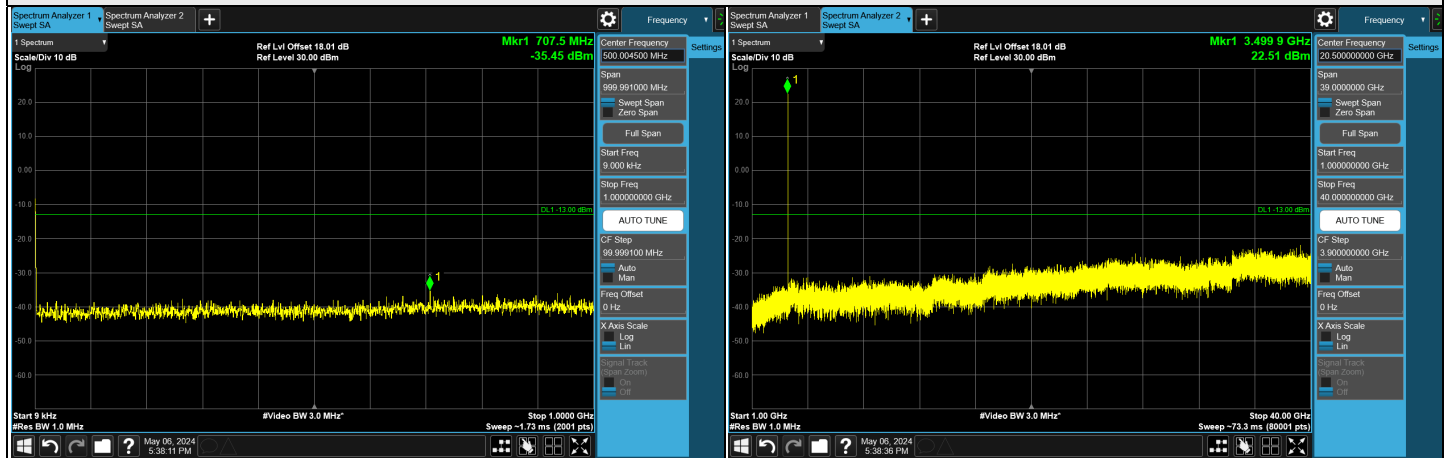 Spectrum Analyzer 1
Swept SA
Spectrum Analyzer 2
Swept SA
Frequency
1 Spectrum
Scale/Div 10 dB
Log
Ref Lvl Offset 18.01 dB
Ref Level 30.00 dBm
Mkr1 707.5 MHz
-35.45 dBm
20.0
10.0
0.00
-10.0
-20.0
-30.0
-40.0
-50.0
-60.0
DL1 -13.00 dBm
1
Start 9 kHz
#Res BW 1.0 MHz
#Video BW 3.0 MHz*
Stop 1.0000 GHz
Sweep ~1.73 ms (2001 pts)
Center Frequency
500.004500 MHz
Settings
Span
999.991000 MHz
Swept Span
Zero Span
Full Span
Start Freq
9.000 kHz
Stop Freq
1.000000000 GHz
AUTO TUNE
CF Step
99.999100 MHz
Auto
Man
Freq Offset
0 Hz
X Axis Scale
Log
Lin
Signal Track
(Span Zoom)
On
Off
May 06, 2024
5:38:11 PM
Spectrum Analyzer 1
Swept SA
Spectrum Analyzer 2
Swept SA
Frequency
1 Spectrum
Scale/Div 10 dB
Log
Ref Lvl Offset 18.01 dB
Ref Level 30.00 dBm
Mkr1 3.499 9 GHz
22.51 dBm
20.0
10.0
0.00
-10.0
-20.0
-30.0
-40.0
-50.0
-60.0
1
DL1 -13.00 dBm
Start 1.00 GHz
#Res BW 1.0 MHz
#Video BW 3.0 MHz*
Stop 40.00 GHz
Sweep ~73.3 ms (80001 pts)
Center Frequency
20.500000000 GHz
Settings
Span
39.0000000 GHz
Swept Span
Zero Span
Full Span
Start Freq
1.000000000 GHz
Stop Freq
40.000000000 GHz
AUTO TUNE
CF Step
3.900000000 GHz
Auto
Man
Freq Offset
0 Hz
X Axis Scale
Log
Lin
Signal Track
(Span Zoom)
On
Off
May 06, 2024
5:38:36 PM